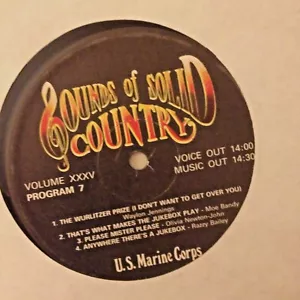 SOUNDS OF SOLID
COUNTRY
VOLUME XXXV
PROGRAM 7
VOICE OUT 14:00
MUSIC OUT 14:30
1. THE WURLITZER PRIZE (I DON'T WANT TO GET OVER YOU)
Waylon Jennings
2. THAT'S WHAT MAKES THE JUKEBOX PLAY - Moe Bandy
3. PLEASE MISTER PLEASE - Olivia Newton-John
4. ANYWHERE THERE'S A JUKEBOX - Razzy Bailey
U.S. Marine Corps